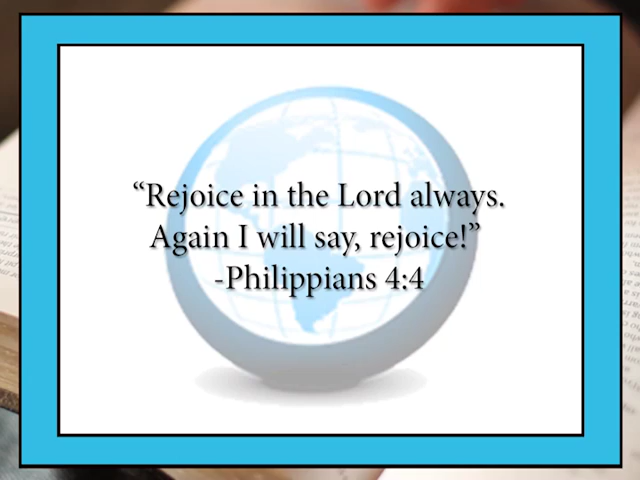 “Rejoice in the Lord always.
Again I will say, rejoice!”
-Philippians 4:4